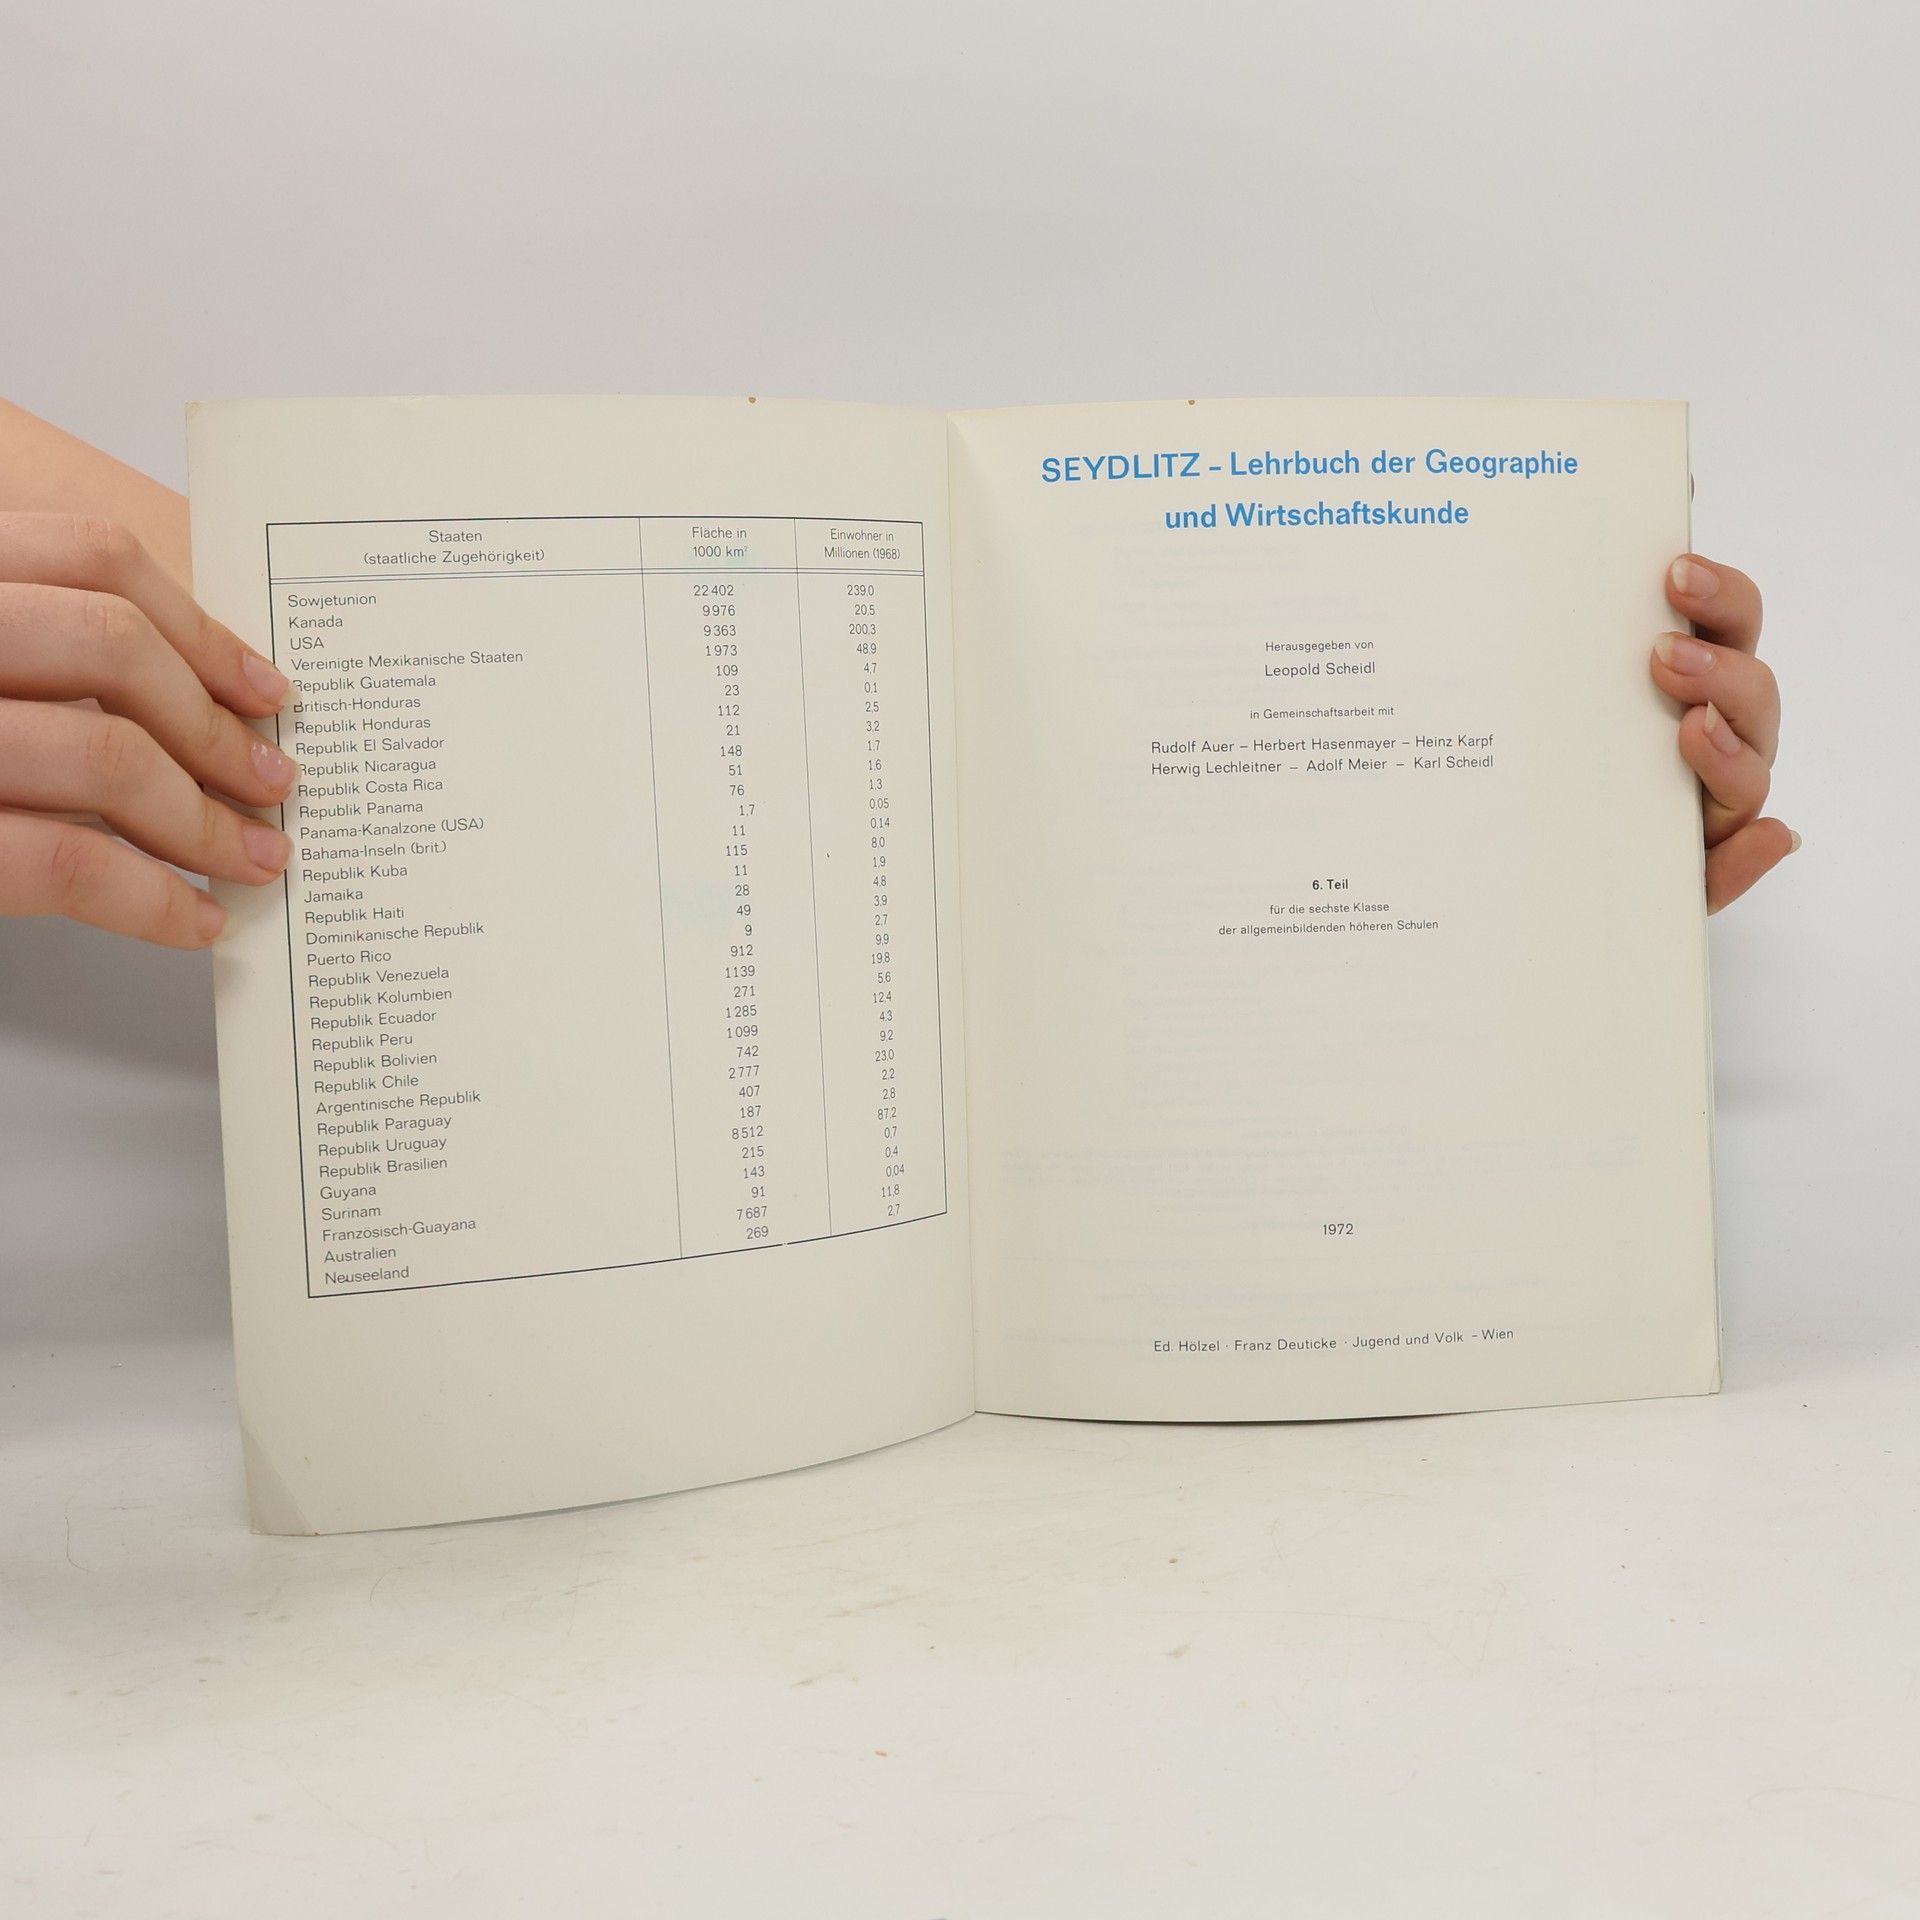 Staaten
(staatliche Zugehörigkeit)
Fläche in
1000 km²
Einwohner in
Millionen (1968)
Sowjetunion 22 402 239,0
Kanada 9 976 20,5
USA 9 363 200,3
Vereinigte Mexikanische Staaten 1 973 48,9
Republik Guatemala 109 4,7
Britisch-Honduras 23 0,1
Republik Honduras 112 2,5
Republik El Salvador 21 3,2
Republik Nicaragua 148 1,7
Republik Costa Rica 51 1,6
Republik Panama 76 1,3
Panama-Kanalzone (USA) 1,7 0,05
Bahama-Inseln (brit.) 11 0,14
Republik Kuba 115 8,0
Jamaika 11 1,9
Republik Haiti 28 4,8
Dominikanische Republik 49 3,9
Puerto Rico 9 2,7
Republik Venezuela 912 9,9
Republik Kolumbien 1139 19,8
Republik Ecuador 271 5,6
Republik Peru 1 285 12,4
Republik Bolivien 1 099 4,3
Republik Chile 742 9,2
Argentinische Republik 2 777 23,0
Republik Paraguay 407 2,2
Republik Uruguay 187 2,8
Republik Brasilien 8 512 87,2
Guyana 215 0,7
Surinam 143 0,4
Französisch-Guayana 91 0,04
Australien 7 687 11,8
Neuseeland 269 2,7
SEYDLITZ – Lehrbuch der Geographie
und Wirtschaftskunde
Herausgegeben von
Leopold Scheidl
in Gemeinschaftsarbeit mit
Rudolf Auer – Herbert Hasenmayer – Heinz Karpf
Herwig Lechleitner – Adolf Meier – Karl Scheidl
6. Teil
für die sechste Klasse
der allgemeinbildenden höheren Schulen
1972
Ed. Hölzel · Franz Deuticke · Jugend und Volk – Wien